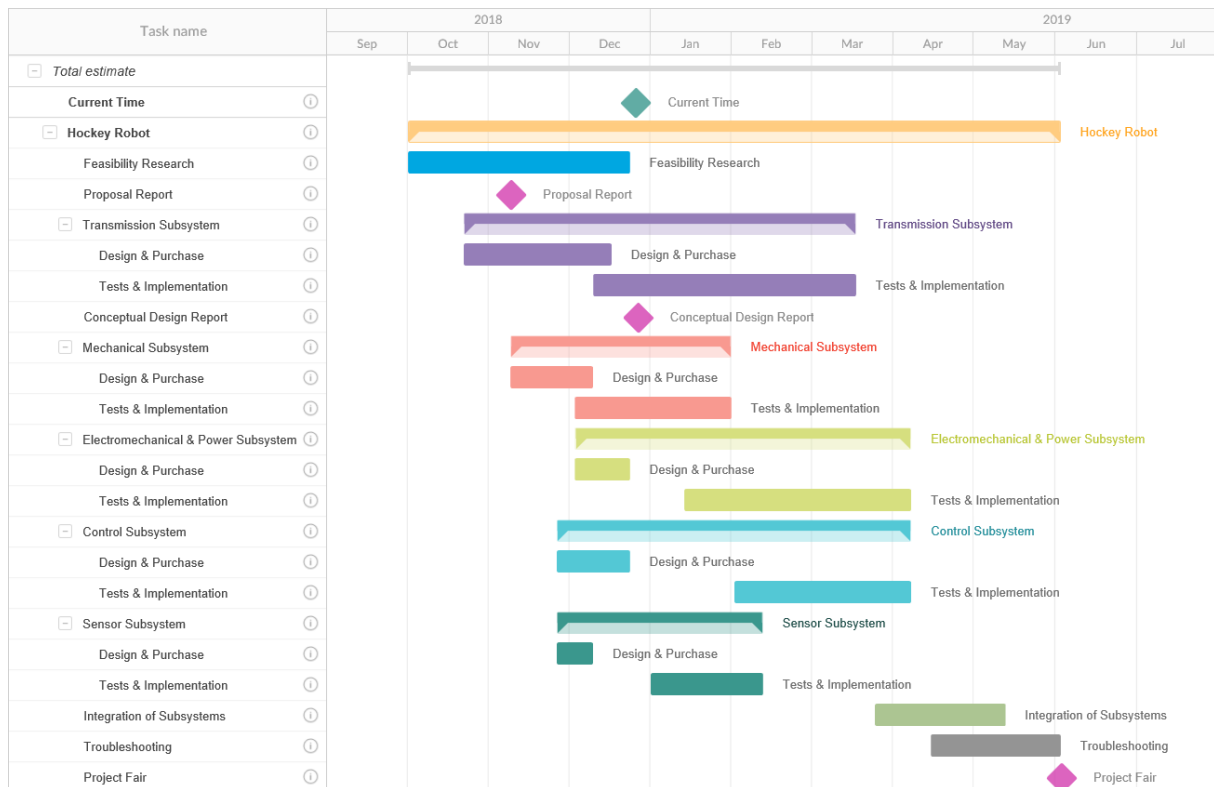 Task name
2018
2019
Sep Oct Nov Dec Jan Feb Mar Apr May Jun Jul
Total estimate
Current Time Current Time
Hockey Robot Hockey Robot
Feasibility Research Feasibility Research
Proposal Report Proposal Report
Transmission Subsystem Transmission Subsystem
Design & Purchase Design & Purchase
Tests & Implementation Tests & Implementation
Conceptual Design Report Conceptual Design Report
Mechanical Subsystem Mechanical Subsystem
Design & Purchase Design & Purchase
Tests & Implementation Tests & Implementation
Electromechanical & Power Subsystem Electromechanical & Power Subsystem
Design & Purchase Design & Purchase
Tests & Implementation Tests & Implementation
Control Subsystem Control Subsystem
Design & Purchase Design & Purchase
Tests & Implementation Tests & Implementation
Sensor Subsystem Sensor Subsystem
Design & Purchase Design & Purchase
Tests & Implementation Tests & Implementation
Integration of Subsystems Integration of Subsystems
Troubleshooting Troubleshooting
Project Fair Project Fair